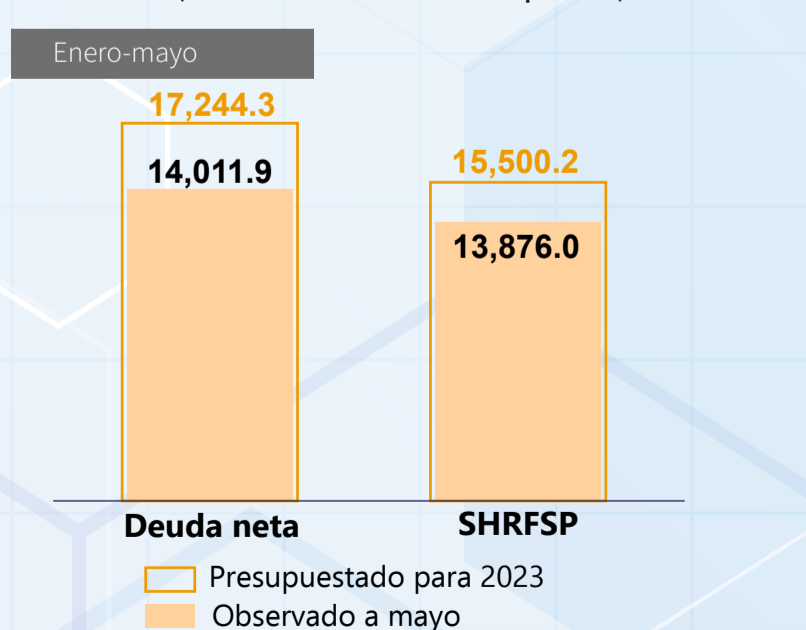 Enero-mayo
17,244.3
14,011.9
15,500.2
13,876.0
Deuda neta
SHRFSP
Presupuestado para 2023
Observado a mayo